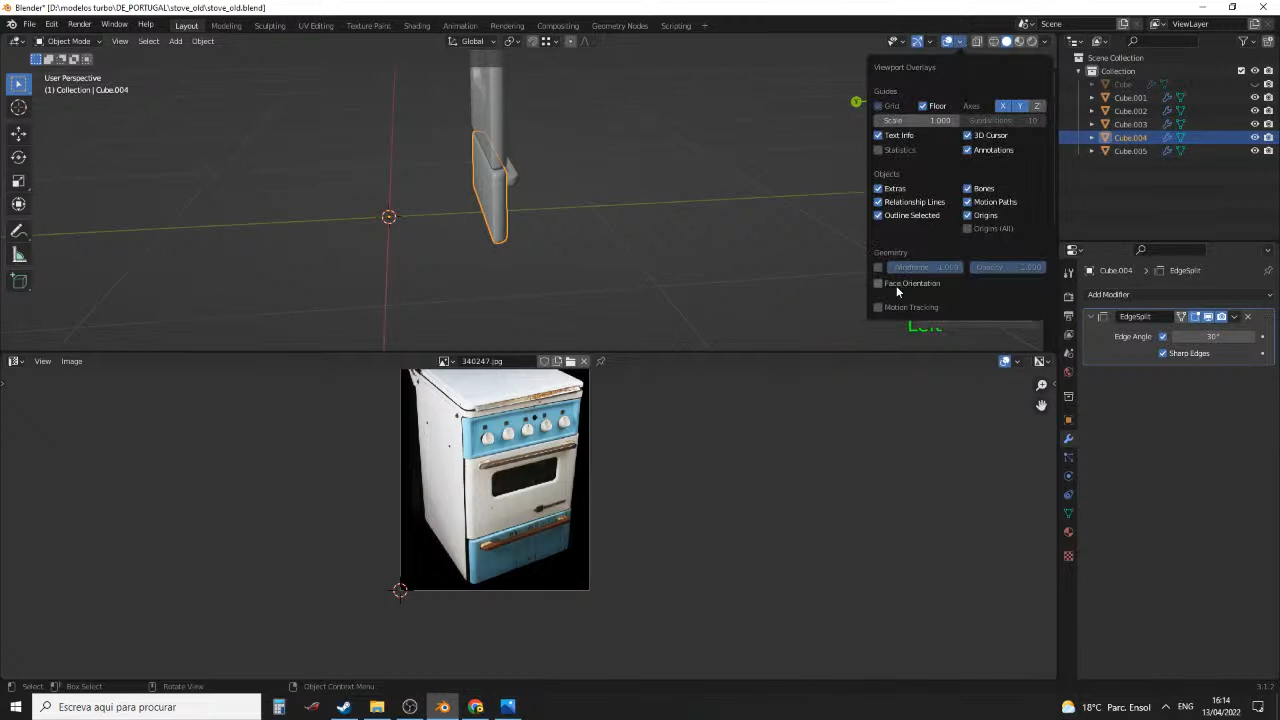 Blender* [D:\modelos turbo\DE_PORTUGAL\stove_old\stove_old.blend]
File Edit Render Window Help Layout Modeling Sculpting UV Editing Texture Paint Shading Animation Rendering Compositing Geometry Nodes Scripting + Scene ViewLayer
Object Mode View Select Add Object Global
User Perspective
(1) Collection | Cube.004
Viewport Overlays
Guides
Grid Floor Axes X Y Z
Scale 1.000 Subdivisions 10
Text Info 3D Cursor
Statistics Annotations
Objects
Extras Bones
Relationship Lines Motion Paths
Outline Selected Origins
Origins (All)
Geometry
Wireframe 1.000 Opacity 1.000
Face Orientation
Motion Tracking
Left
Y
Scene Collection
Collection
Cube
Cube.001
Cube.002
Cube.003
Cube.004
Cube.005
Cube.004 EdgeSplit
Add Modifier
EdgeSplit
Edge Angle 30°
Sharp Edges
View Image 340247.jpg
Select Box Select Rotate View Object Context Menu 3.1.2
Escreva aqui para procurar
18°C Parc. Ensol ENG
16:14
13/04/2022